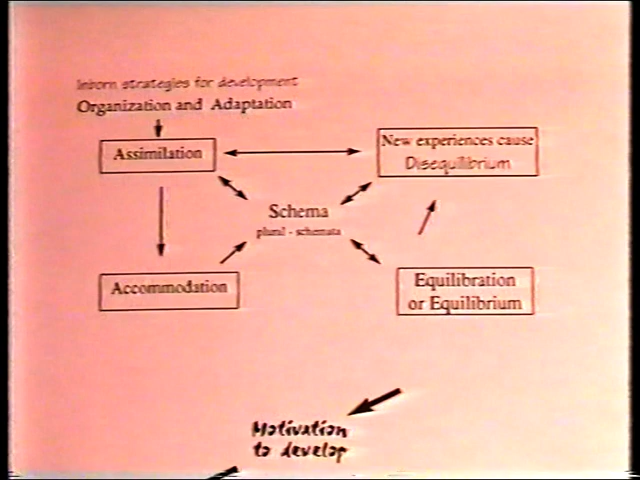 Inborn strategies for development
Organization and Adaptation
Assimilation
New experiences cause
Disequilibrium
Schema
plural - schemata
Accommodation
Equilibration
or Equilibrium
Motivation
to develop